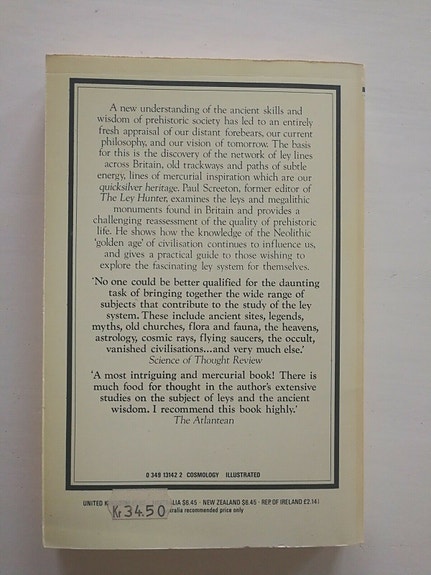 A new understanding of the ancient skills and
wisdom of prehistoric society has led to an entirely
fresh appraisal of our distant forebears, our current
philosophy, and our vision of tomorrow. The basis
for this is the discovery of the network of ley lines
across Britain, old trackways and paths of subtle
energy, lines of mercurial inspiration which are our
quicksilver heritage. Paul Screeton, former editor of
The Ley Hunter, examines the leys and megalithic
monuments found in Britain and provides a
challenging reassessment of the quality of prehistoric
life. He shows how the knowledge of the Neolithic
'golden age' of civilisation continues to influence us,
and gives a practical guide to those wishing to
explore the fascinating ley system for themselves.
'No one could be better qualified for the daunting
task of bringing together the wide range of
subjects that contribute to the study of the ley
system. These include ancient sites, legends,
myths, old churches, flora and fauna, the heavens,
astrology, cosmic rays, flying saucers, the occult,
vanished civilisations...and very much else.'
Science of Thought Review
'A most intriguing and mercurial book! There is
much food for thought in the author's extensive
studies on the subject of leys and the ancient
wisdom. I recommend this book highly.'
The Atlantean
0 349 13142 2 COSMOLOGY ILLUSTRATED
UNITED K LIA $6.45 · NEW ZEALAND $8.45 · REP. OF IRELAND £2.14
Kr 34.50 ralia recommended price only